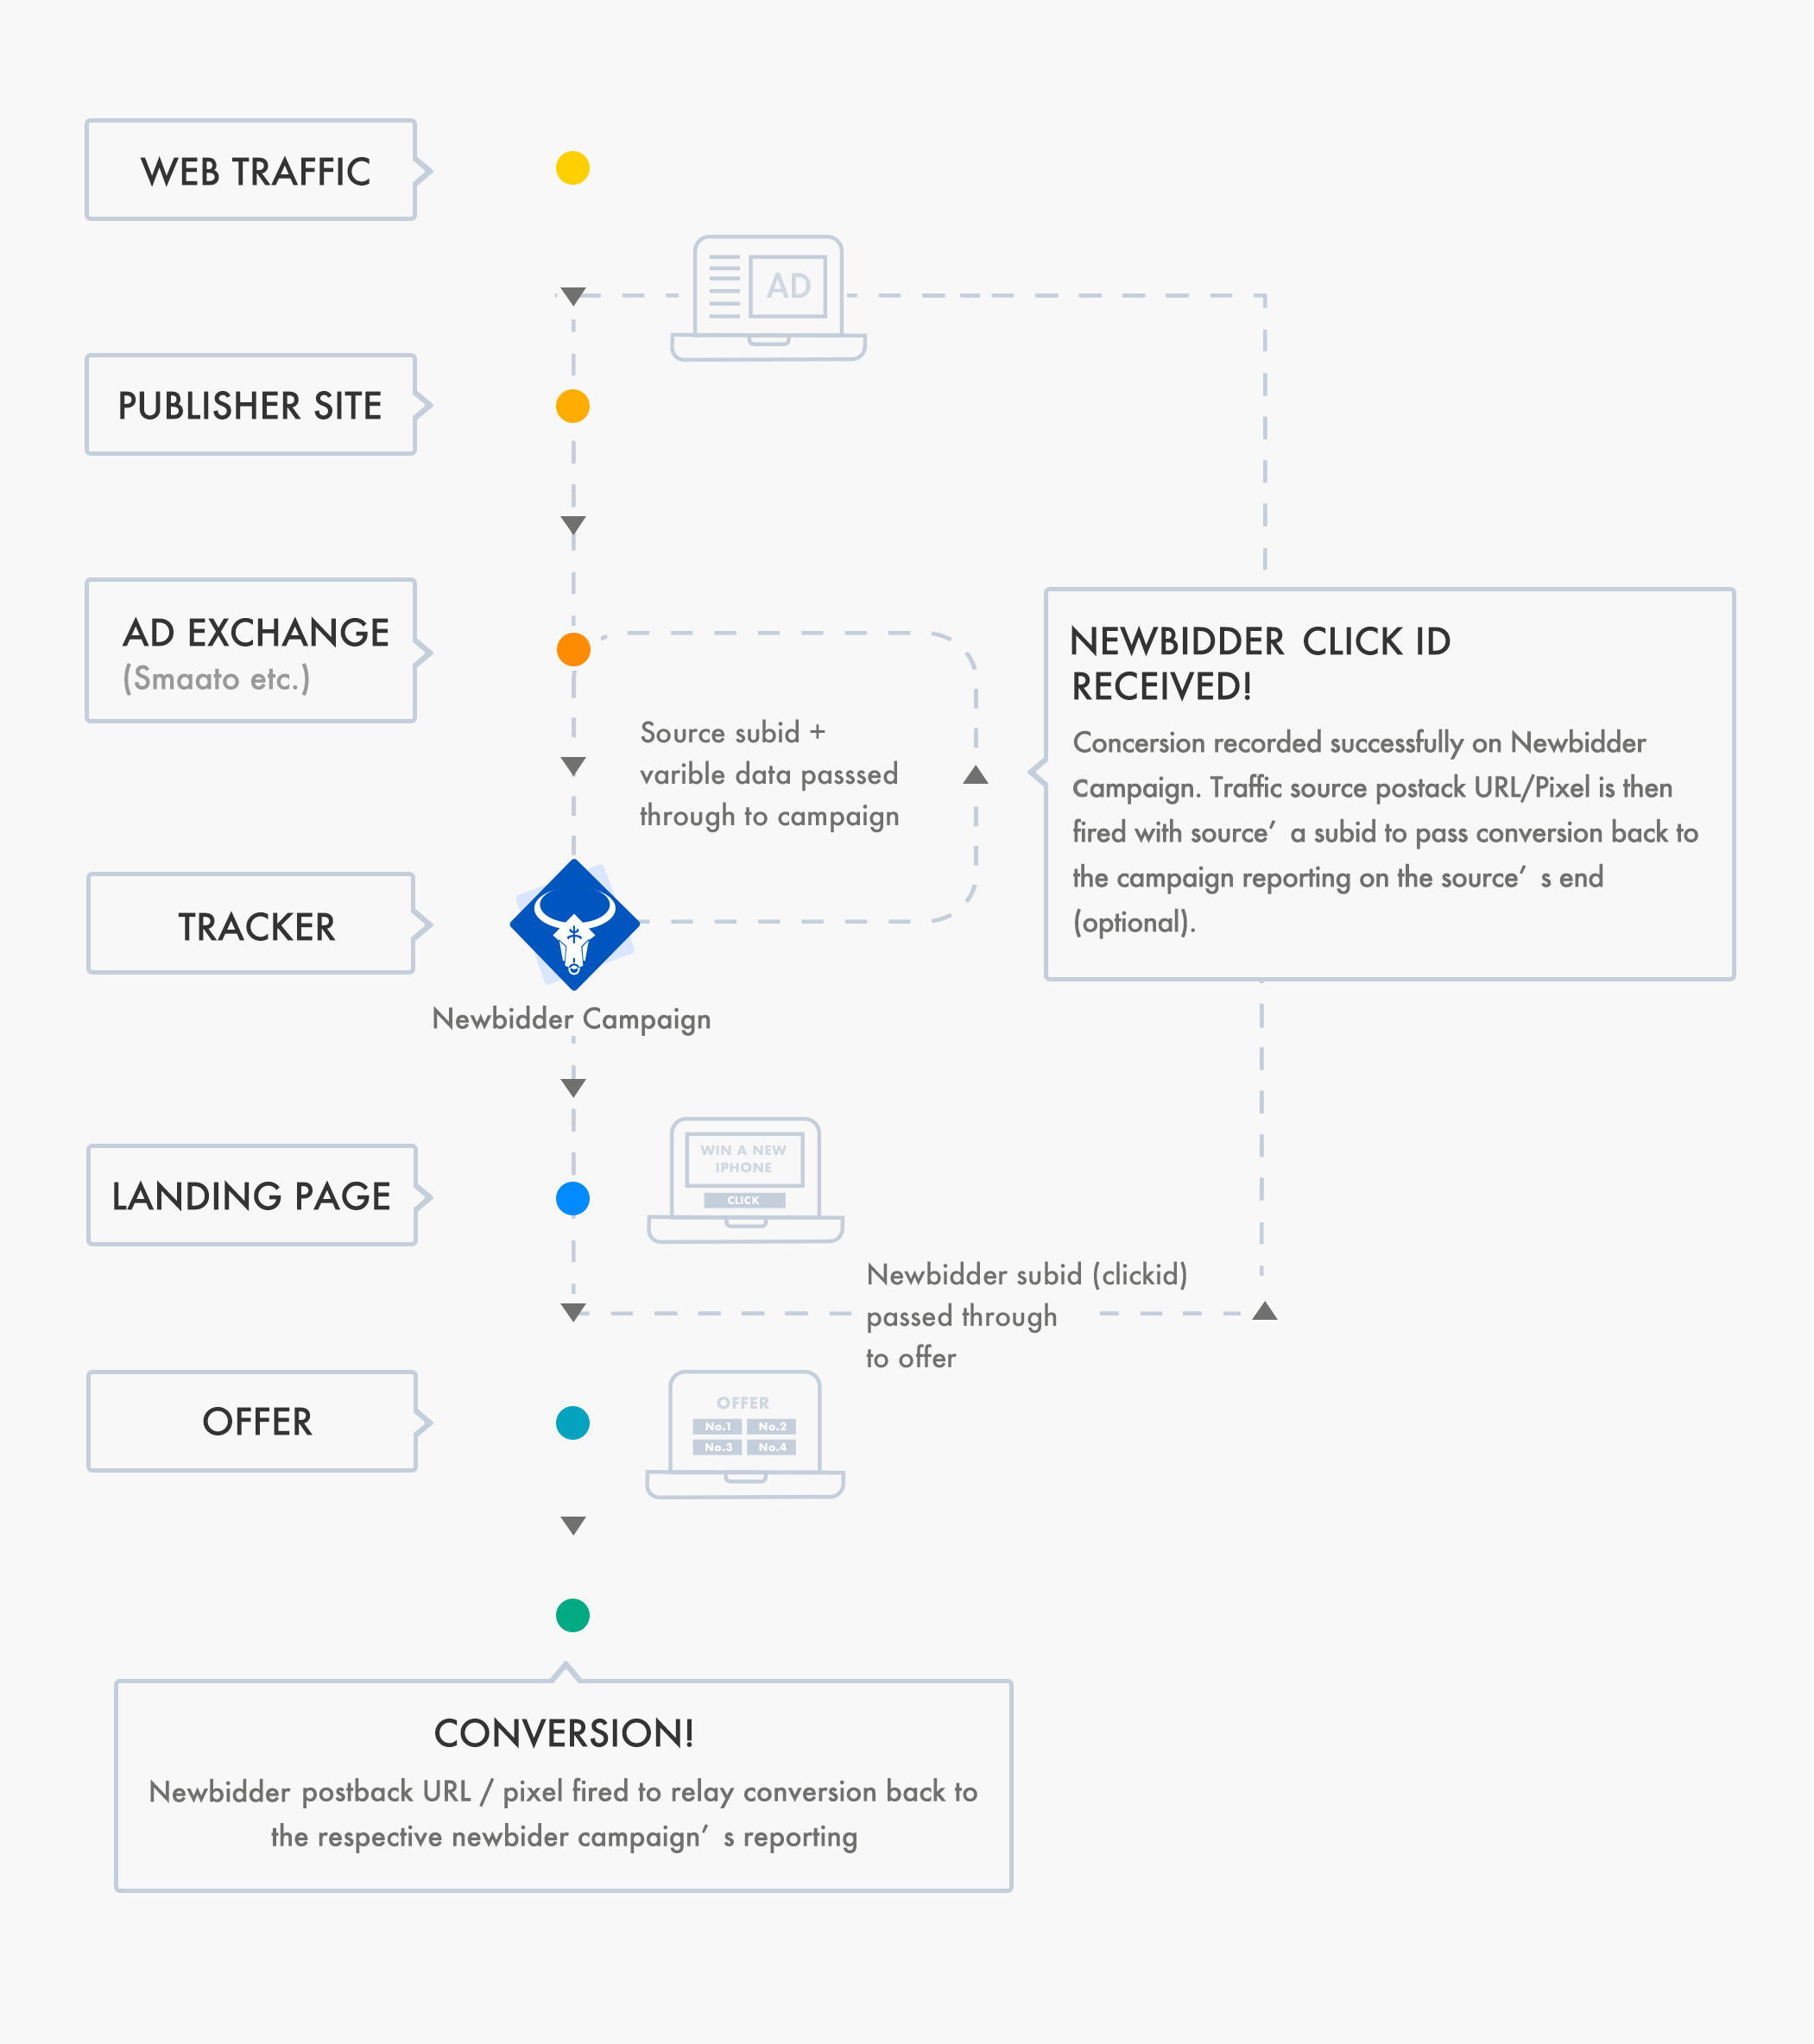 WEB TRAFFIC
AD
PUBLISHER SITE
AD EXCHANGE
(Smaato etc.)
Source subid +
varible data passsed
through to campaign
NEWBIDDER CLICK ID
RECEIVED!
Concersion recorded successfully on Newbidder
Campaign. Traffic source postack URL/Pixel is then
fired with source’ a subid to pass conversion back to
the campaign reporting on the source’ s end
(optional).
TRACKER
Newbidder Campaign
LANDING PAGE
WIN A NEW
IPHONE
CLICK
Newbidder subid (clickid)
passed through
to offer
OFFER
OFFER
No.1 No.2
No.3 No.4
CONVERSION!
Newbidder postback URL / pixel fired to relay conversion back to
the respective newbider campaign’ s reporting